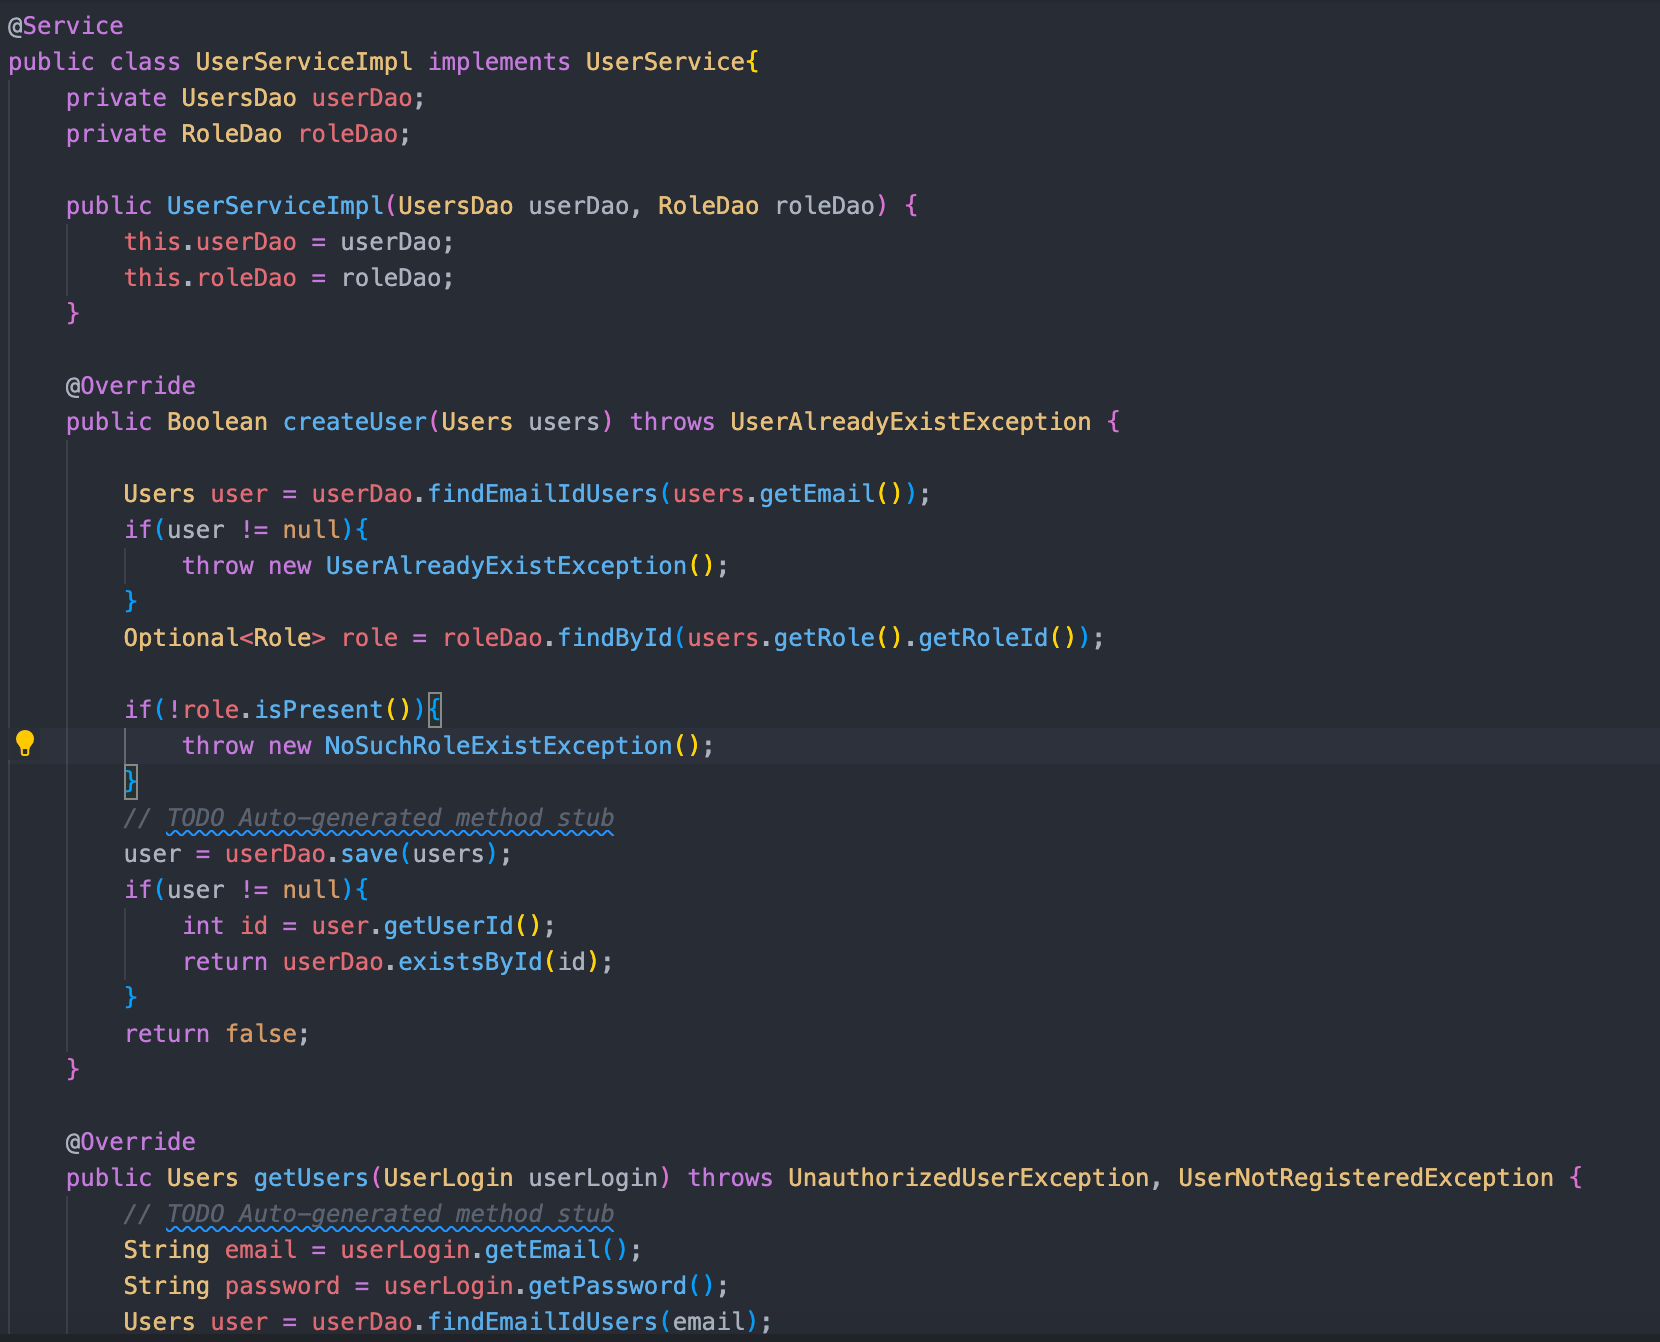 @Service
public class UserServiceImpl implements UserService{
    private UsersDao userDao;
    private RoleDao roleDao;

    public UserServiceImpl(UsersDao userDao, RoleDao roleDao) {
        this.userDao = userDao;
        this.roleDao = roleDao;
    }

    @Override
    public Boolean createUser(Users users) throws UserAlreadyExistException {

        Users user = userDao.findEmailIdUsers(users.getEmail());
        if(user != null){
            throw new UserAlreadyExistException();
        }
        Optional<Role> role = roleDao.findById(users.getRole().getRoleId());

        if(!role.isPresent()){
            throw new NoSuchRoleExistException();
        }
        // TODO Auto-generated method stub
        user = userDao.save(users);
        if(user != null){
            int id = user.getUserId();
            return userDao.existsById(id);
        }
        return false;
    }

    @Override
    public Users getUsers(UserLogin userLogin) throws UnauthorizedUserException, UserNotRegisteredException {
        // TODO Auto-generated method stub
        String email = userLogin.getEmail();
        String password = userLogin.getPassword();
        Users user = userDao.findEmailIdUsers(email);